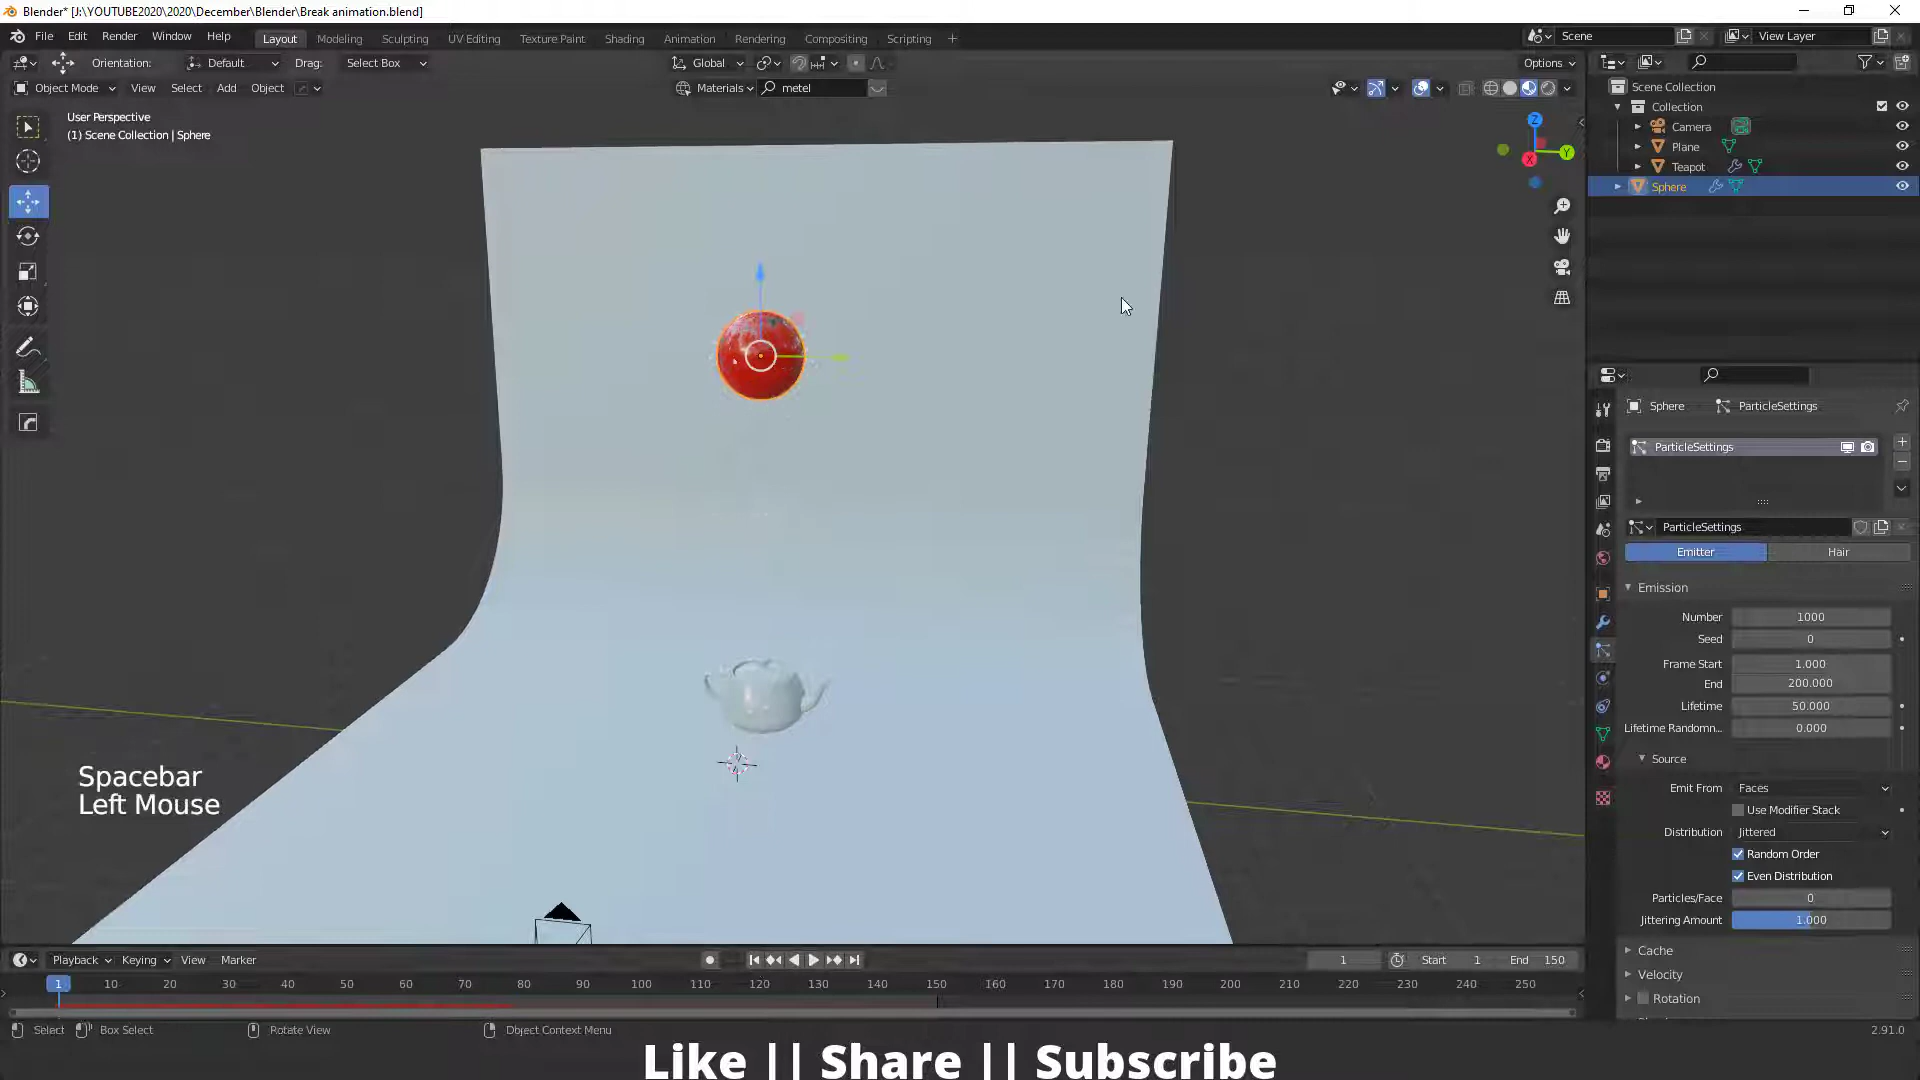 Blender* [J:\YOUTUBE2020\2020\December\Blender\Break animation.blend]
File Edit Render Window Help Layout Modeling Sculpting UV Editing Texture Paint Shading Animation Rendering Compositing Scripting + Scene View Layer
Orientation: Default Drag: Select Box Global Options
Object Mode View Select Add Object Materials metel
User Perspective
(1) Scene Collection | Sphere
Z
Y
X
Scene Collection
Collection
Camera
Plane
Teapot
Sphere
Sphere ParticleSettings
ParticleSettings
ParticleSettings
Emitter Hair
Emission
Number 1000
Seed 0
Frame Start 1.000
End 200.000
Lifetime 50.000
Lifetime Randomn... 0.000
Source
Emit From Faces
Use Modifier Stack
Distribution Jittered
Random Order
Even Distribution
Particles/Face 0
Jittering Amount 1.000
Cache
Velocity
Rotation
Spacebar
Left Mouse
Playback Keying View Marker 1 Start 1 End 150
1 10 20 30 40 50 60 70 80 90 100 110 120 130 140 150 160 170 180 190 200 210 220 230 240 250
Select Box Select Rotate View Object Context Menu 2.91.0
Like || Share || Subscribe